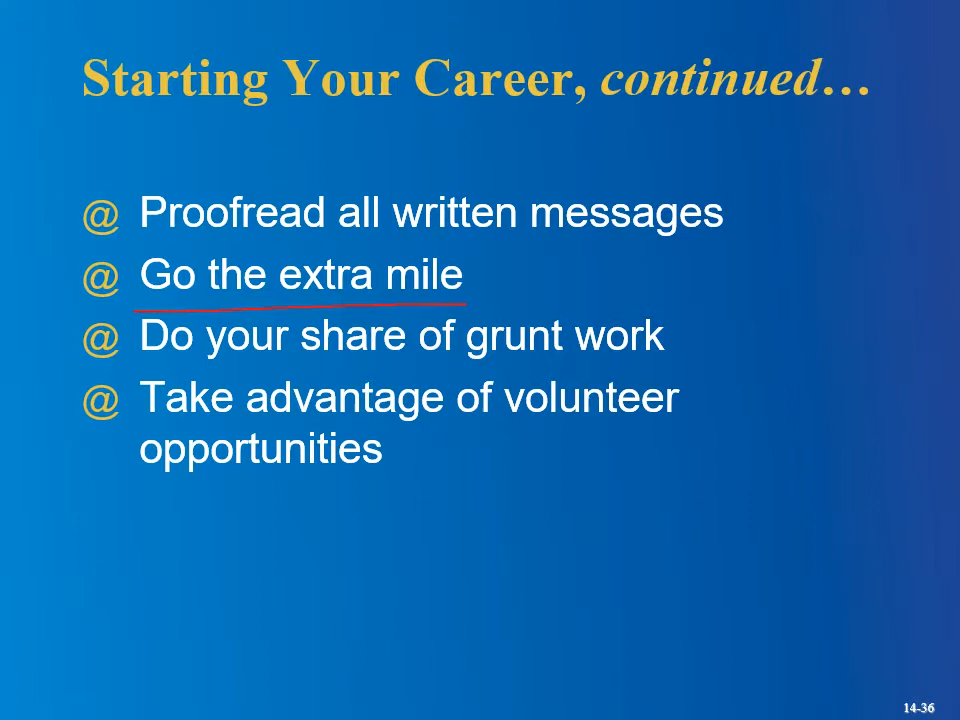 Starting Your Career, continued…
@ Proofread all written messages
@ Go the extra mile
@ Do your share of grunt work
@ Take advantage of volunteer
opportunities
14-36